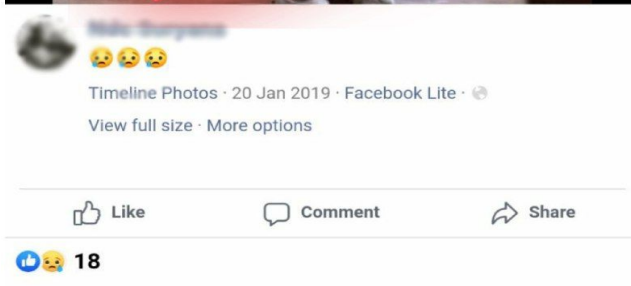 😢😢😢
Timeline Photos · 20 Jan 2019 · Facebook Lite ·
View full size · More options
Like Comment Share
18